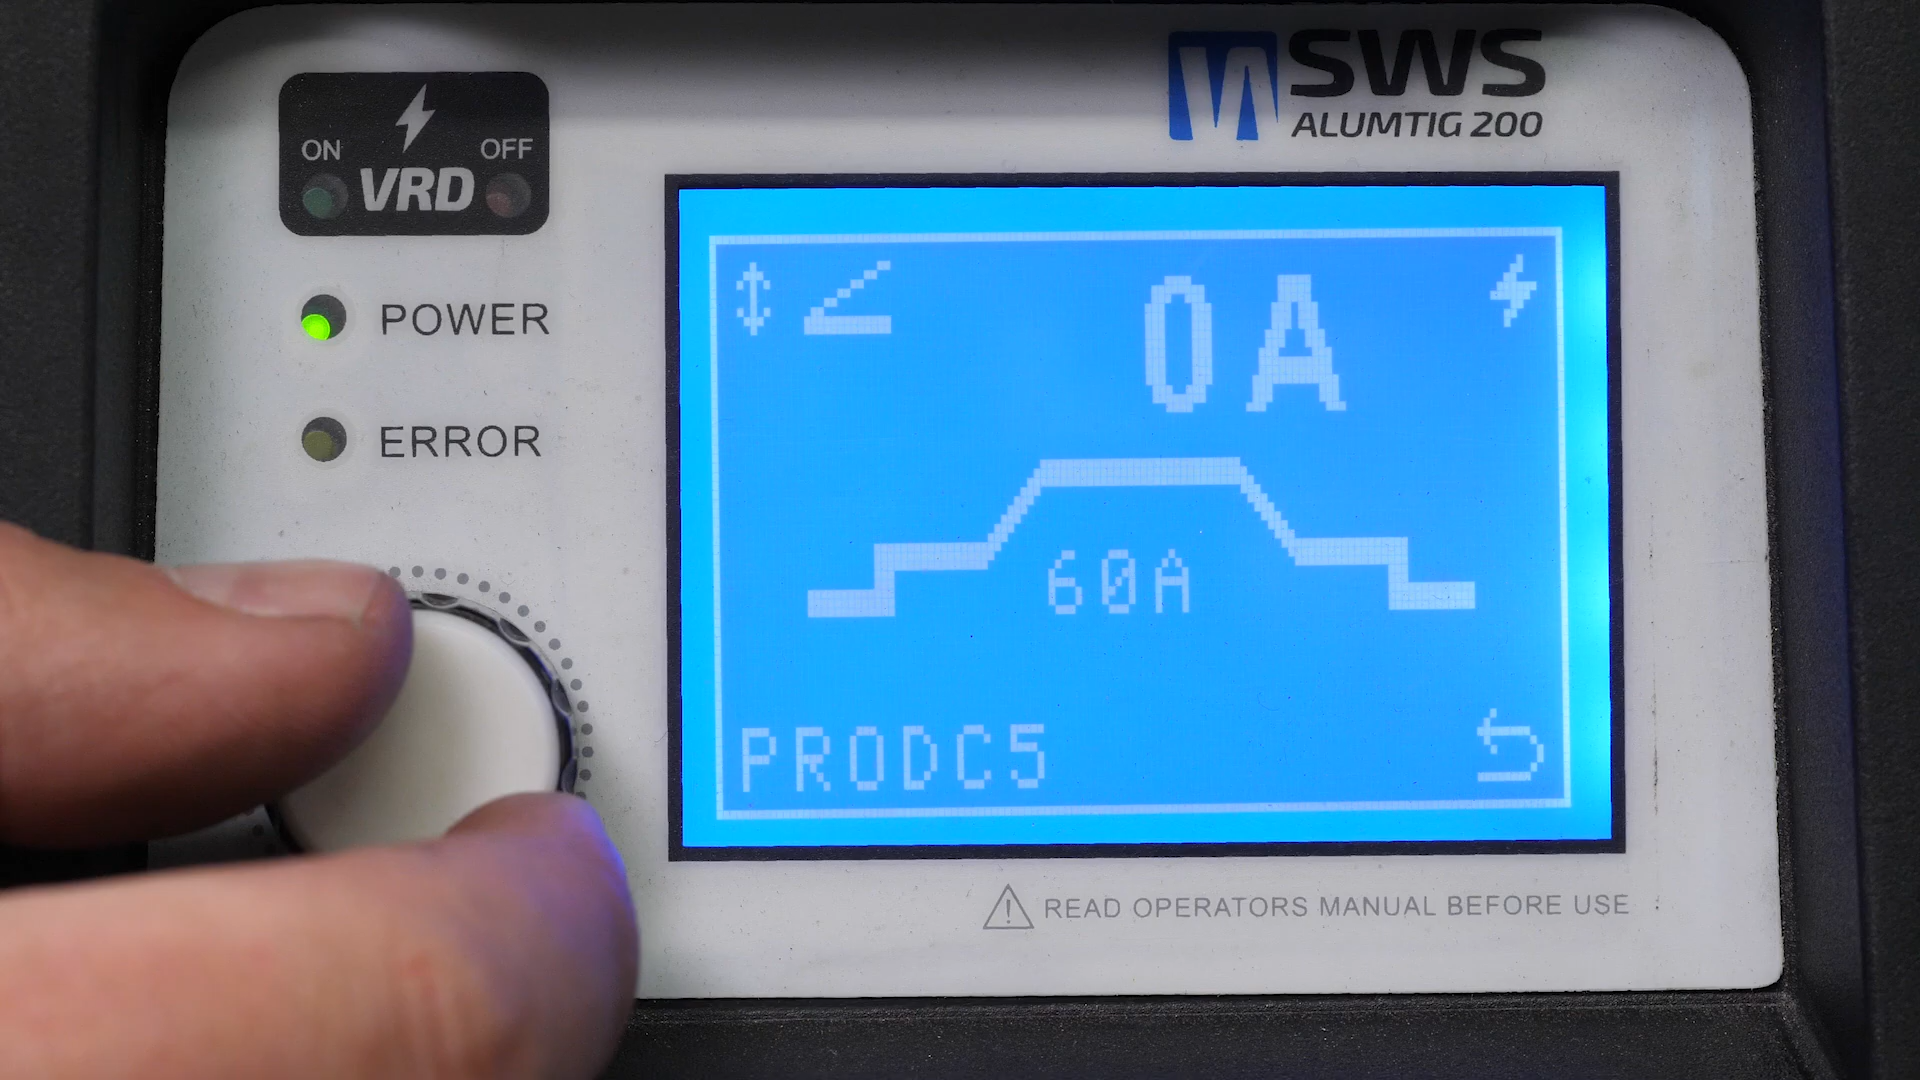 SWS
ALUMTIG 200
ON OFF
VRD
POWER
ERROR
0A
60A
PRODC5
READ OPERATORS MANUAL BEFORE USE